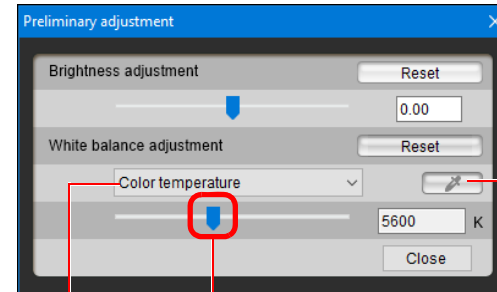 Preliminary adjustment
Brightness adjustment Reset
0.00
White balance adjustment Reset
Color temperature
5600 K
Close